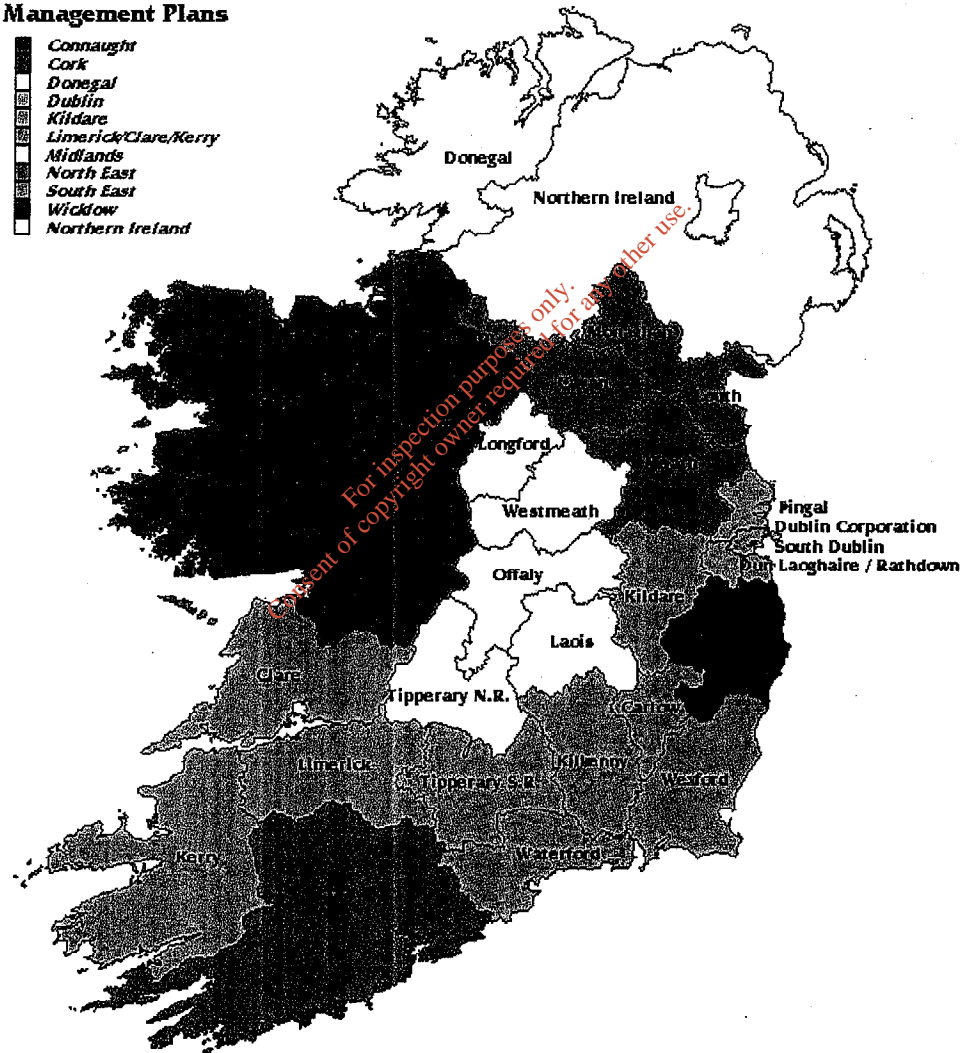 Management Plans
Connaught
Cork
Donegal
Dublin
Kildare
Limerick/Clare/Kerry
Midlands
North East
South East
Wicklow
Northern Ireland
Donegal
Northern Ireland
For inspection purposes only.
Consent of copyright owner required for any other use.
Longford
Westmeath
Fingal
Dublin Corporation
South Dublin
Dun Laoghaire / Rathdown
Offaly
Kildare
Laois
Clare
Tipperary N.R.
Carlow
Limerick
Tipperary S.R.
Kilkenny
Wexford
Kerry
Waterford